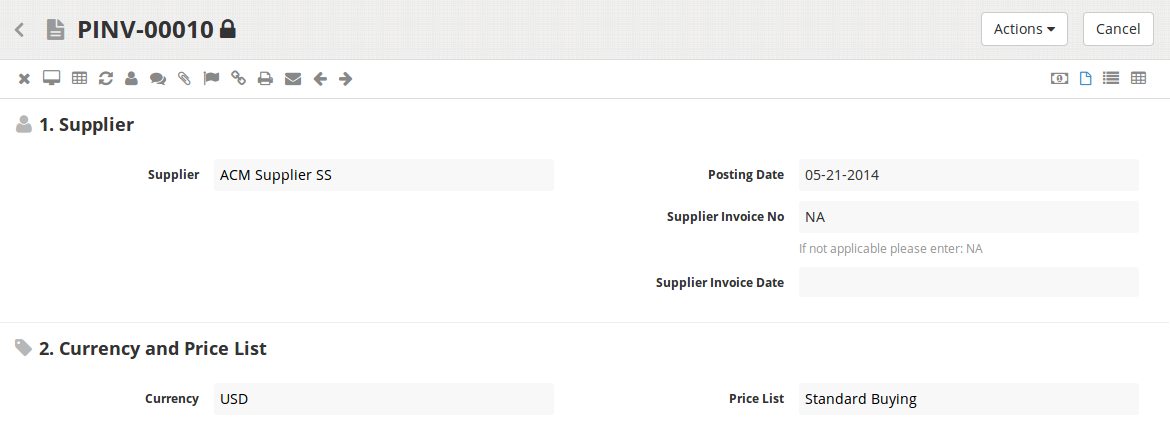 PINV-00010
Actions
Cancel
1. Supplier
Supplier
ACM Supplier SS
Posting Date
05-21-2014
Supplier Invoice No
NA
If not applicable please enter: NA
Supplier Invoice Date
2. Currency and Price List
Currency
USD
Price List
Standard Buying